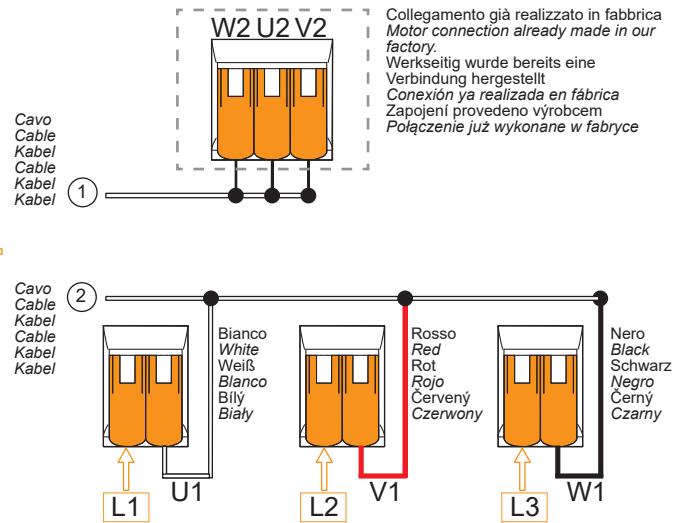 W2 U2 V2
Collegamento già realizzato in fabbrica
Motor connection already made in our
factory.
Werkseitig wurde bereits eine
Verbindung hergestellt
Conexión ya realizada en fábrica
Zapojení provedeno výrobcem
Połączenie już wykonane w fabryce
Cavo
Cable
Kabel
Cable
Kabel
Kabel
1
Cavo
Cable
Kabel
Cable
Kabel
Kabel
2
Bianco
White
Weiß
Blanco
Bílý
Biały
Rosso
Red
Rot
Rojo
Červený
Czerwony
Nero
Black
Schwarz
Negro
Černý
Czarny
L1
U1
L2
V1
L3
W1